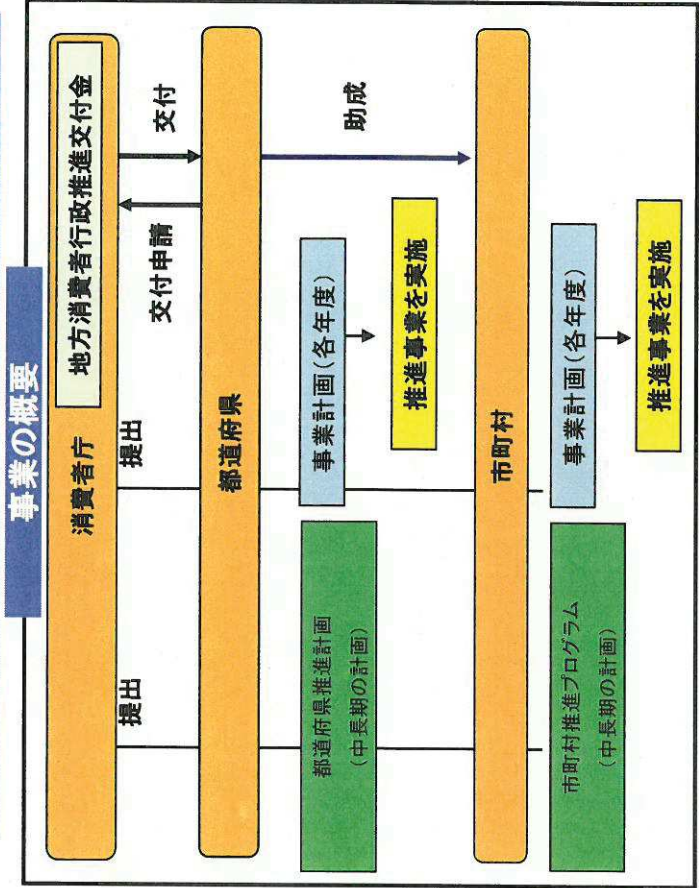 事業の概要
消費者庁
地方消費者行政推進交付金
提出
提出
交付申請
交付
都道府県
助成
都道府県推進計画
(中長期の計画)
事業計画(各年度)
推進事業を実施
市町村
市町村推進プログラム
(中長期の計画)
事業計画(各年度)
推進事業を実施